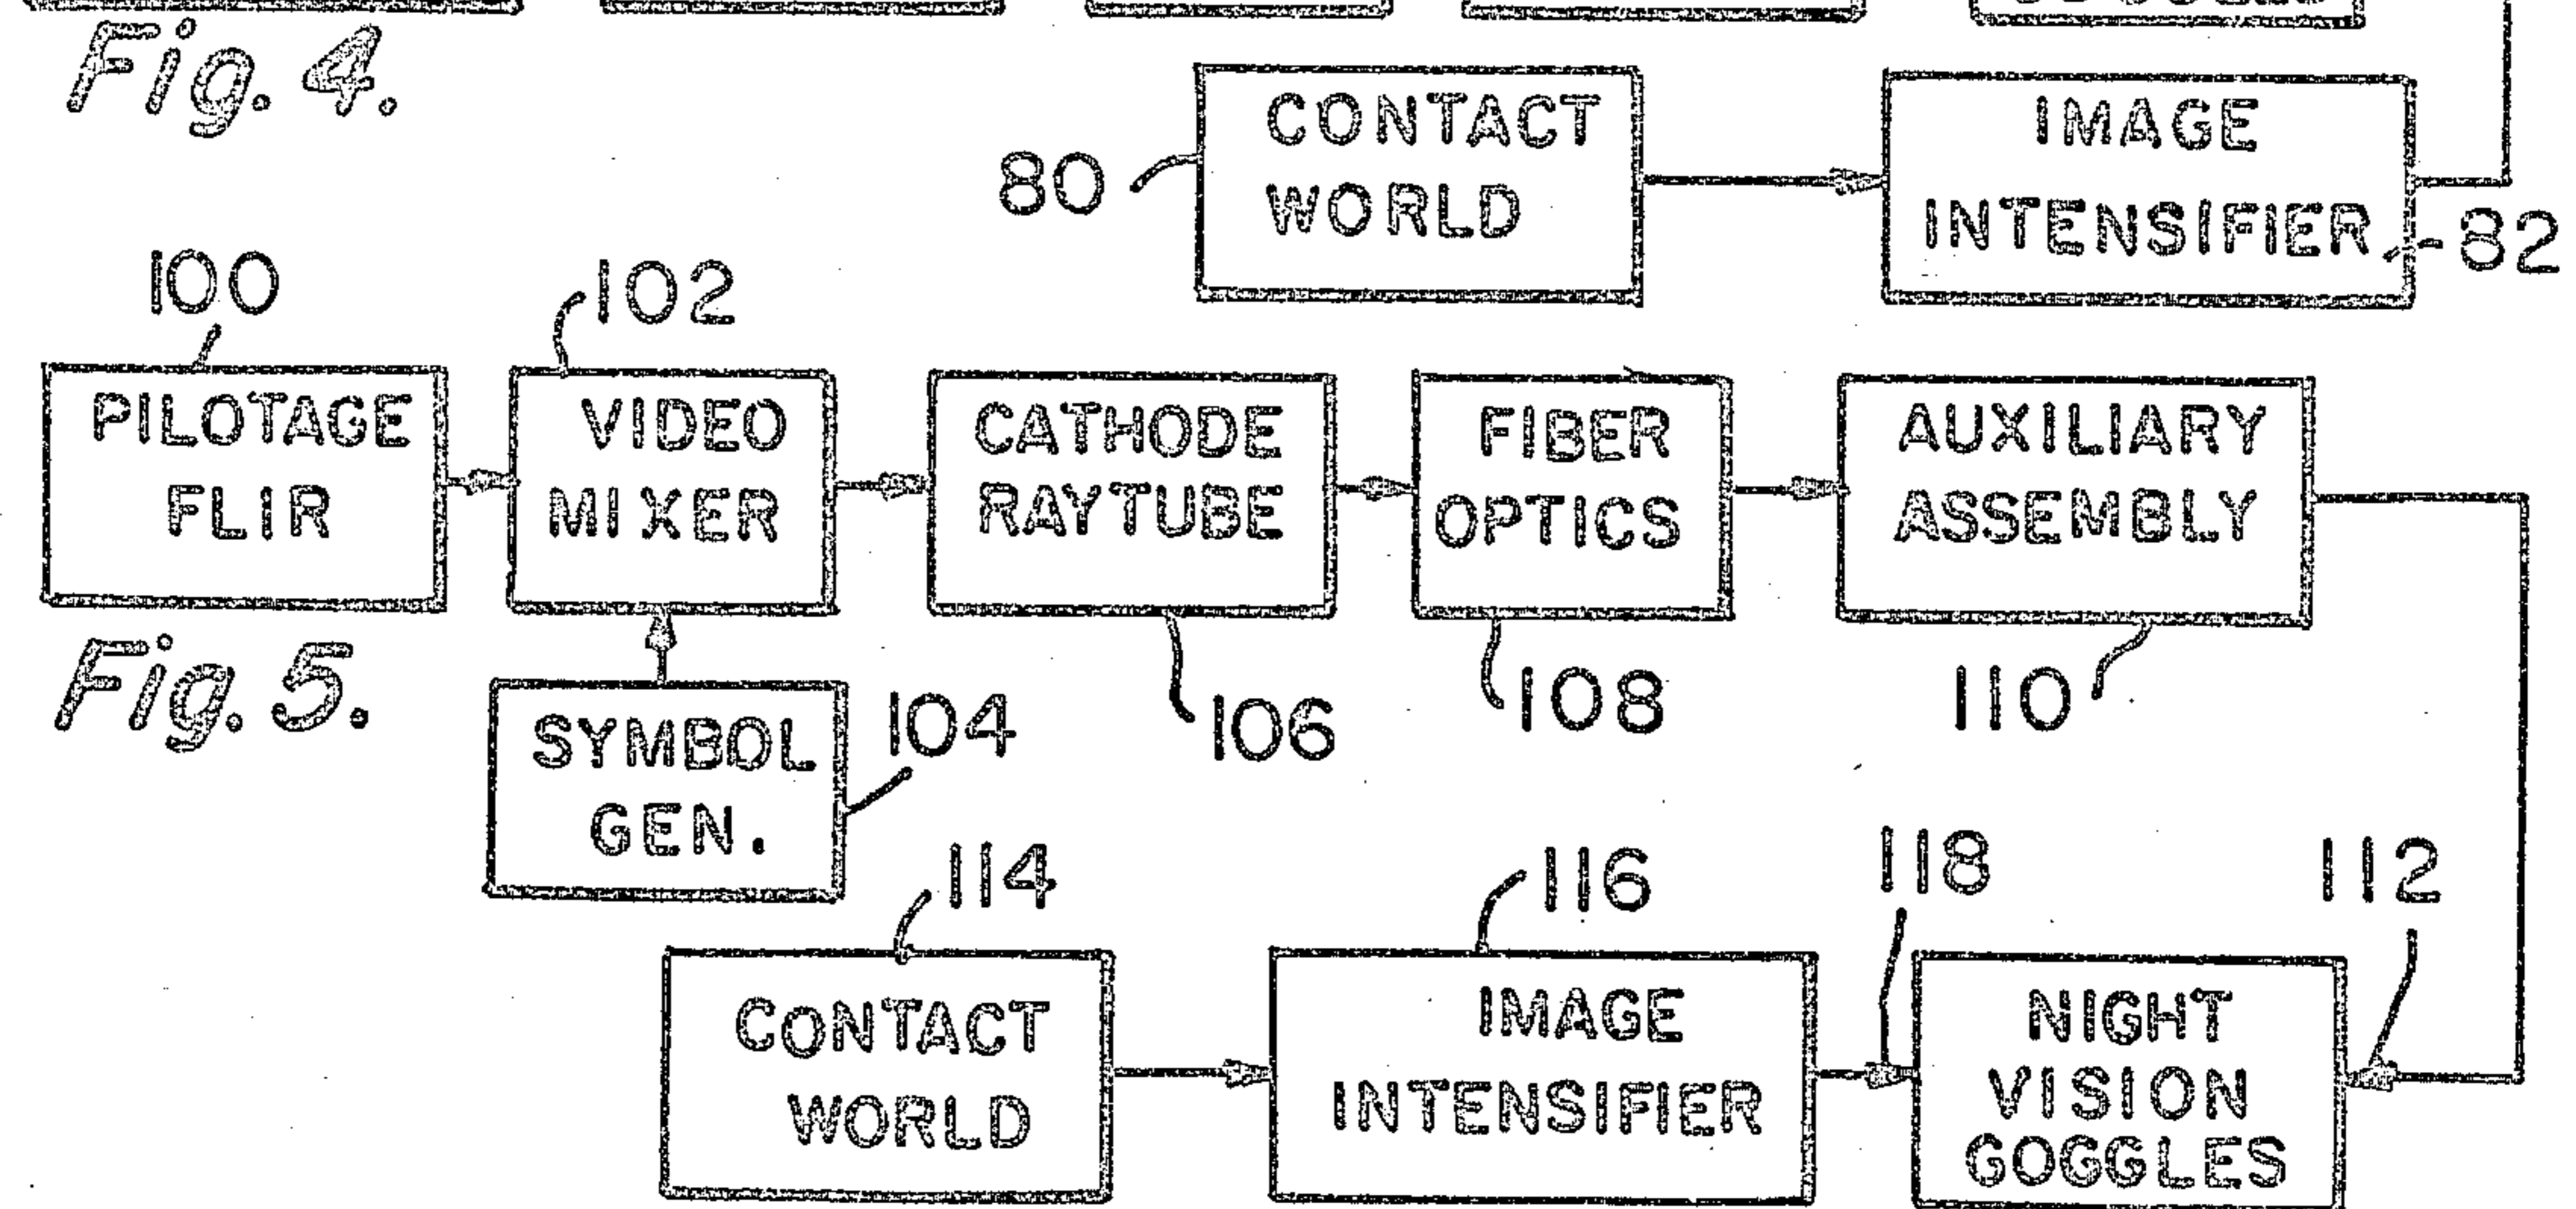 Fig. 4.
CONTACT
WORLD
80
IMAGE
INTENSIFIER
82
100
102
PILOTAGE
FLIR
VIDEO
MIXER
CATHODE
RAY TUBE
FIBER
OPTICS
AUXILIARY
ASSEMBLY
Fig. 5.
SYMBOL
GEN.
104
106
108
110
114
116
118
112
CONTACT
WORLD
IMAGE
INTENSIFIER
NIGHT
VISION
GOGGLES